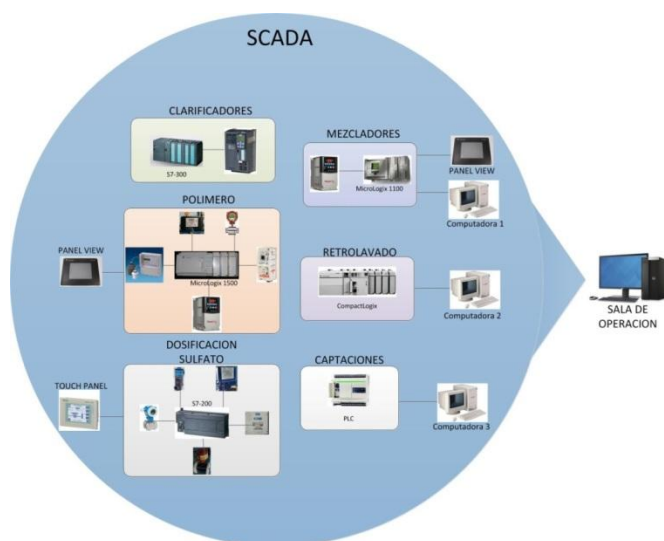 SCADA
CLARIFICADORES
S7-300
MEZCLADORES
MicroLogix 1100
PANEL VIEW
Computadora 1
POLIMERO
PANEL VIEW
MicroLogix 1500
RETROLAVADO
CompactLogix
Computadora 2
SALA DE
OPERACION
DOSIFICACION
SULFATO
TOUCH PANEL
S7-200
CAPTACIONES
PLC
Computadora 3